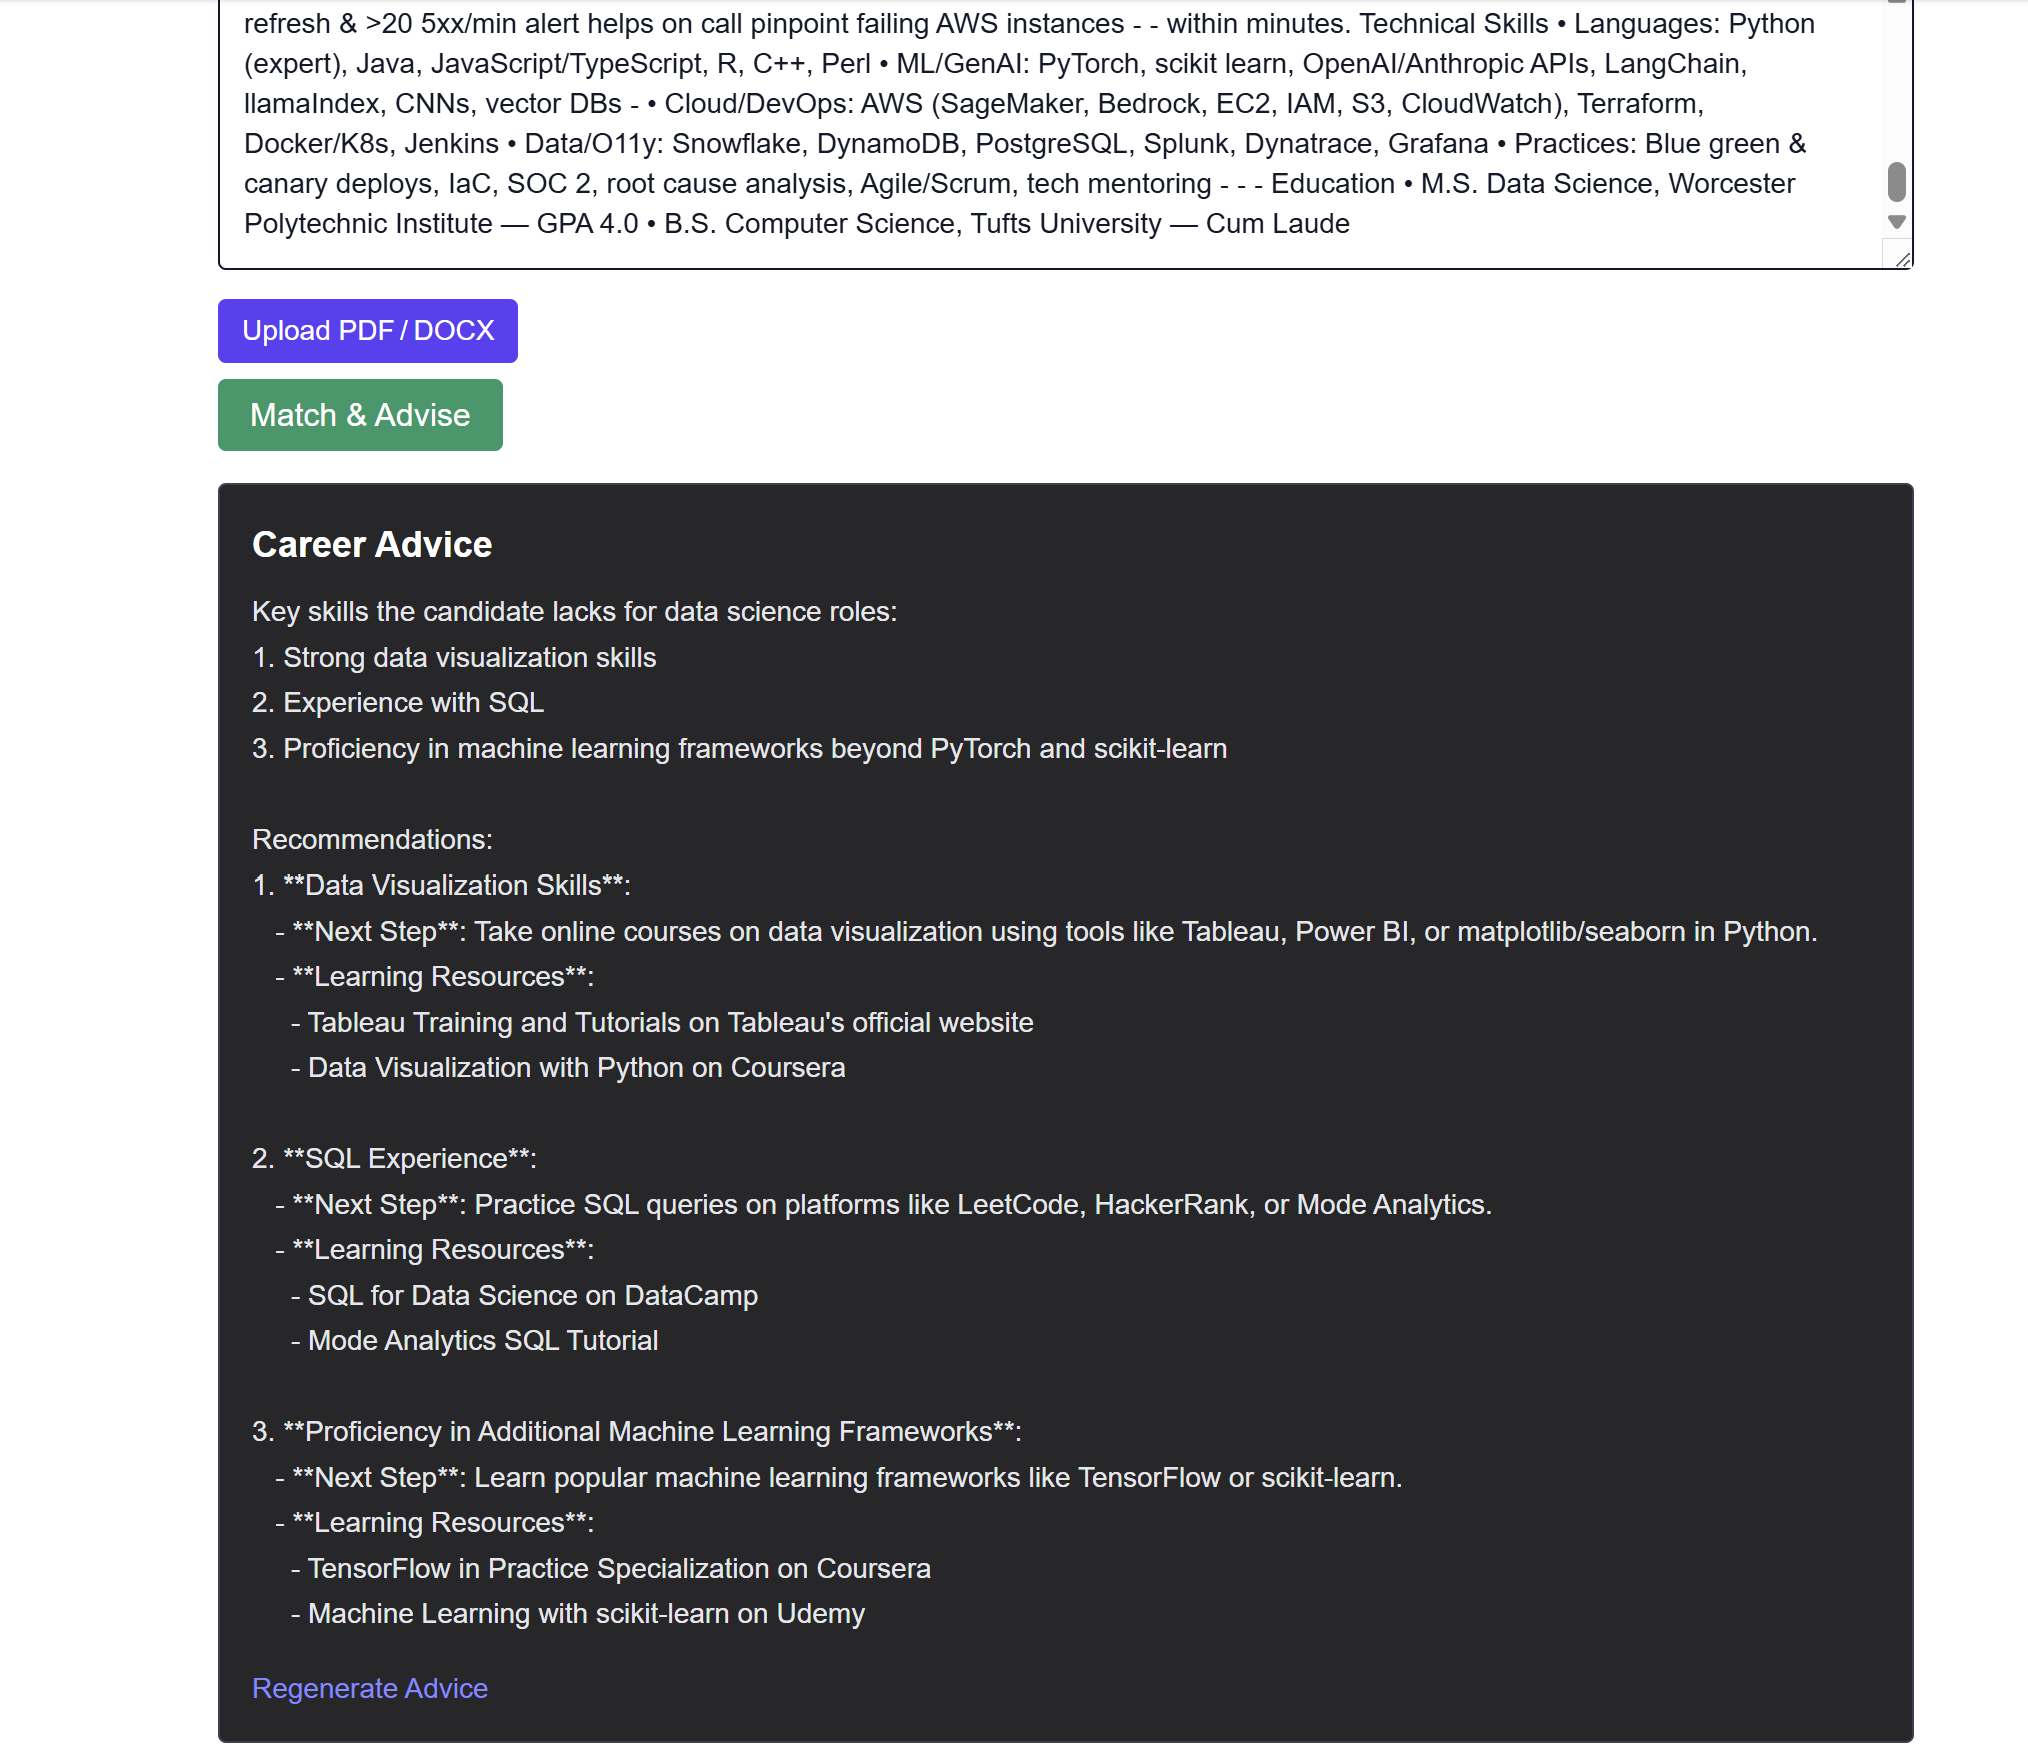 refresh & >20 5xx/min alert helps on call pinpoint failing AWS instances - - within minutes. Technical Skills • Languages: Python
(expert), Java, JavaScript/TypeScript, R, C++, Perl • ML/GenAI: PyTorch, scikit learn, OpenAI/Anthropic APIs, LangChain,
llamaIndex, CNNs, vector DBs - • Cloud/DevOps: AWS (SageMaker, Bedrock, EC2, IAM, S3, CloudWatch), Terraform,
Docker/K8s, Jenkins • Data/O11y: Snowflake, DynamoDB, PostgreSQL, Splunk, Dynatrace, Grafana • Practices: Blue green &
canary deploys, IaC, SOC 2, root cause analysis, Agile/Scrum, tech mentoring - - - Education • M.S. Data Science, Worcester
Polytechnic Institute — GPA 4.0 • B.S. Computer Science, Tufts University — Cum Laude
Upload PDF / DOCX
Match & Advise
Career Advice
Key skills the candidate lacks for data science roles:
1. Strong data visualization skills
2. Experience with SQL
3. Proficiency in machine learning frameworks beyond PyTorch and scikit-learn
Recommendations:
1. **Data Visualization Skills**:
- **Next Step**: Take online courses on data visualization using tools like Tableau, Power BI, or matplotlib/seaborn in Python.
- **Learning Resources**:
- Tableau Training and Tutorials on Tableau's official website
- Data Visualization with Python on Coursera
2. **SQL Experience**:
- **Next Step**: Practice SQL queries on platforms like LeetCode, HackerRank, or Mode Analytics.
- **Learning Resources**:
- SQL for Data Science on DataCamp
- Mode Analytics SQL Tutorial
3. **Proficiency in Additional Machine Learning Frameworks**:
- **Next Step**: Learn popular machine learning frameworks like TensorFlow or scikit-learn.
- **Learning Resources**:
- TensorFlow in Practice Specialization on Coursera
- Machine Learning with scikit-learn on Udemy
Regenerate Advice